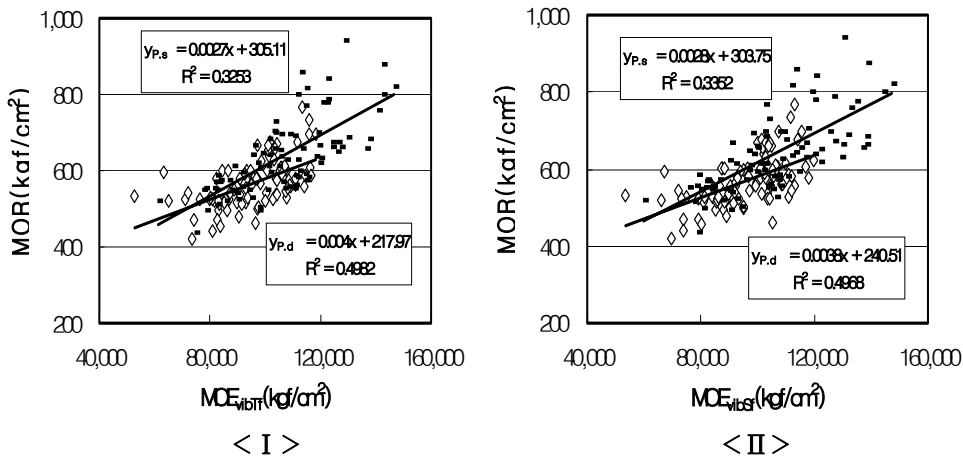 1,000
800
600
400
200
MOR(kgf/cm²)
y_P.s = 0.0027x + 305.11
R² = 0.3253
y_P.d = 0.004x + 217.97
R² = 0.4982
40,000 80,000 120,000 160,000
MOE_vibTf(kgf/cm²)
< Ⅰ >
1,000
800
600
400
200
MOR(kgf/cm²)
y_P.s = 0.0028x + 303.75
R² = 0.3352
y_P.d = 0.0038x + 240.51
R² = 0.4968
40,000 80,000 120,000 160,000
MOE_vibSf(kgf/cm²)
< Ⅱ >